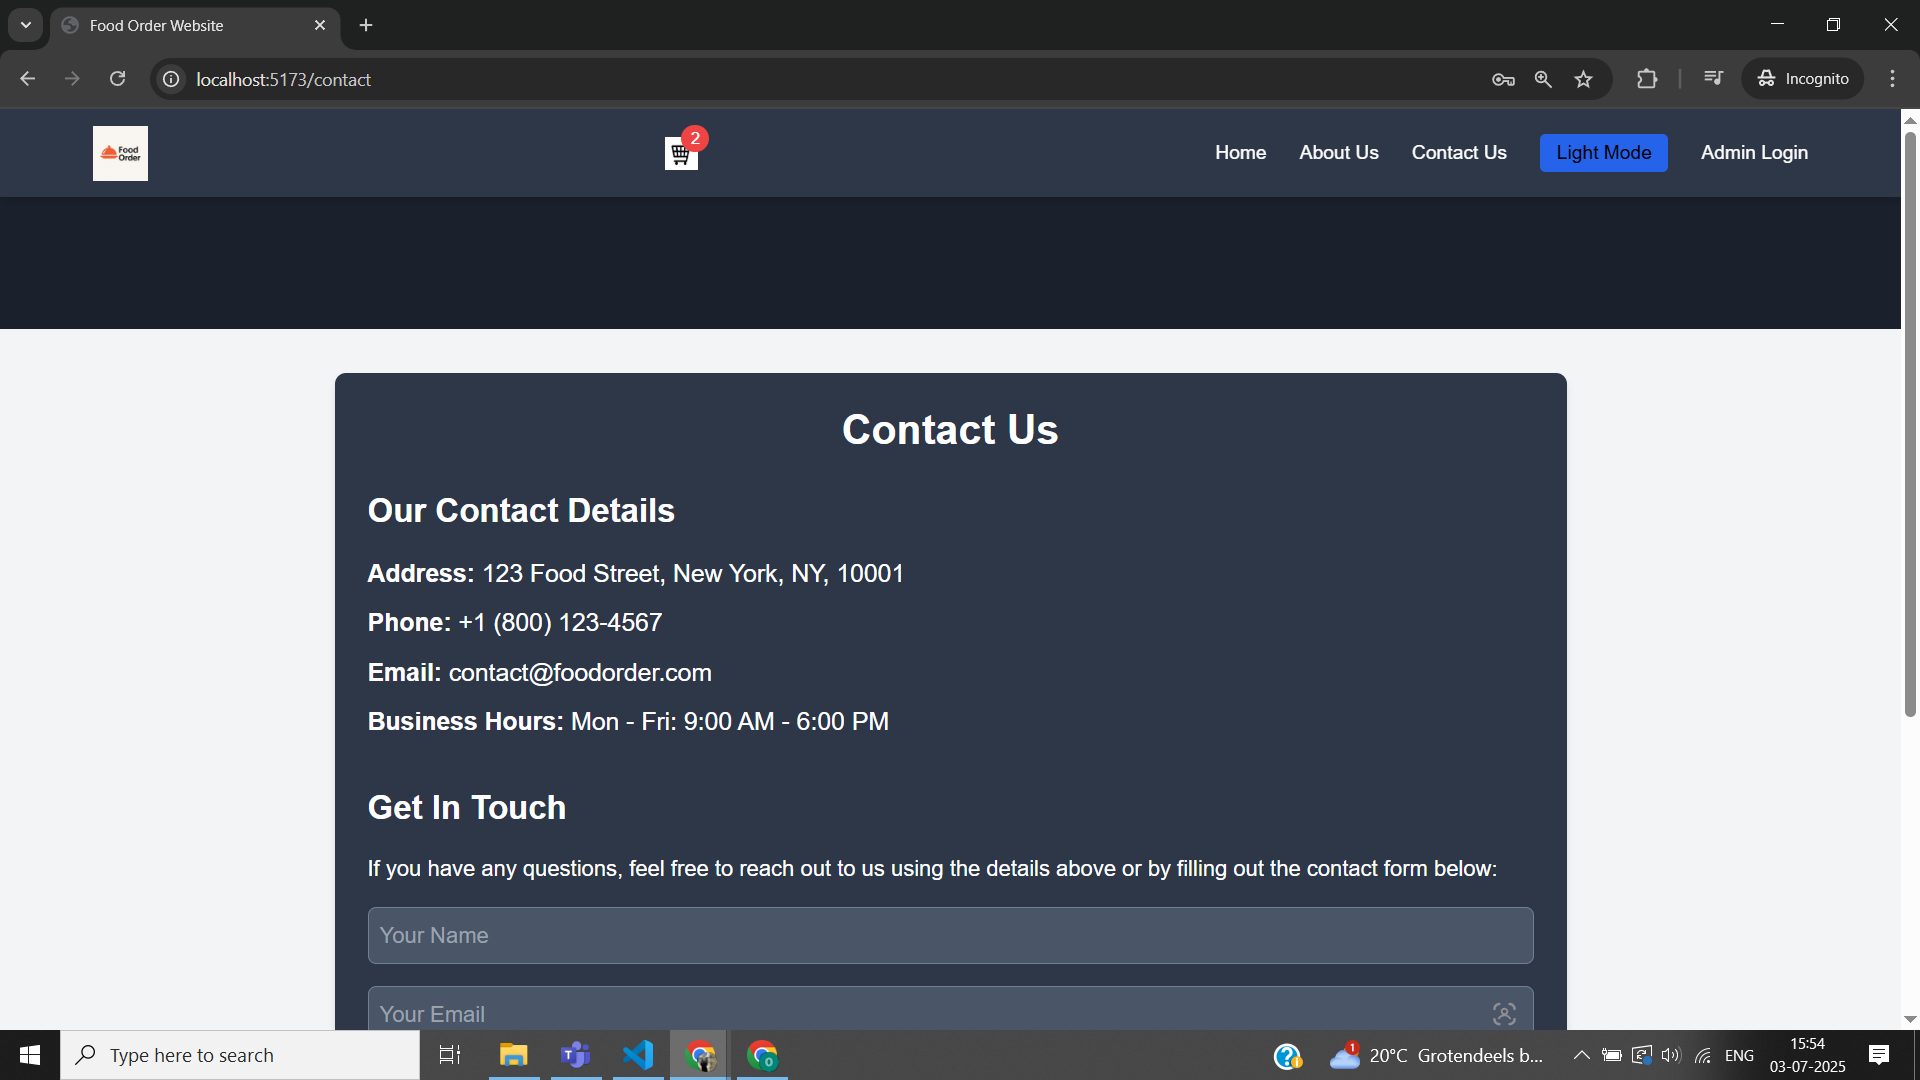 Food Order Website
localhost:5173/contact
Incognito
Food
Order
2
Home
About Us
Contact Us
Light Mode
Admin Login
Contact Us
Our Contact Details
Address: 123 Food Street, New York, NY, 10001
Phone: +1 (800) 123-4567
Email: contact@foodorder.com
Business Hours: Mon - Fri: 9:00 AM - 6:00 PM
Get In Touch
If you have any questions, feel free to reach out to us using the details above or by filling out the contact form below:
Your Name
Your Email
Type here to search
1
20°C Grotendeels b...
ENG
15:54
03-07-2025